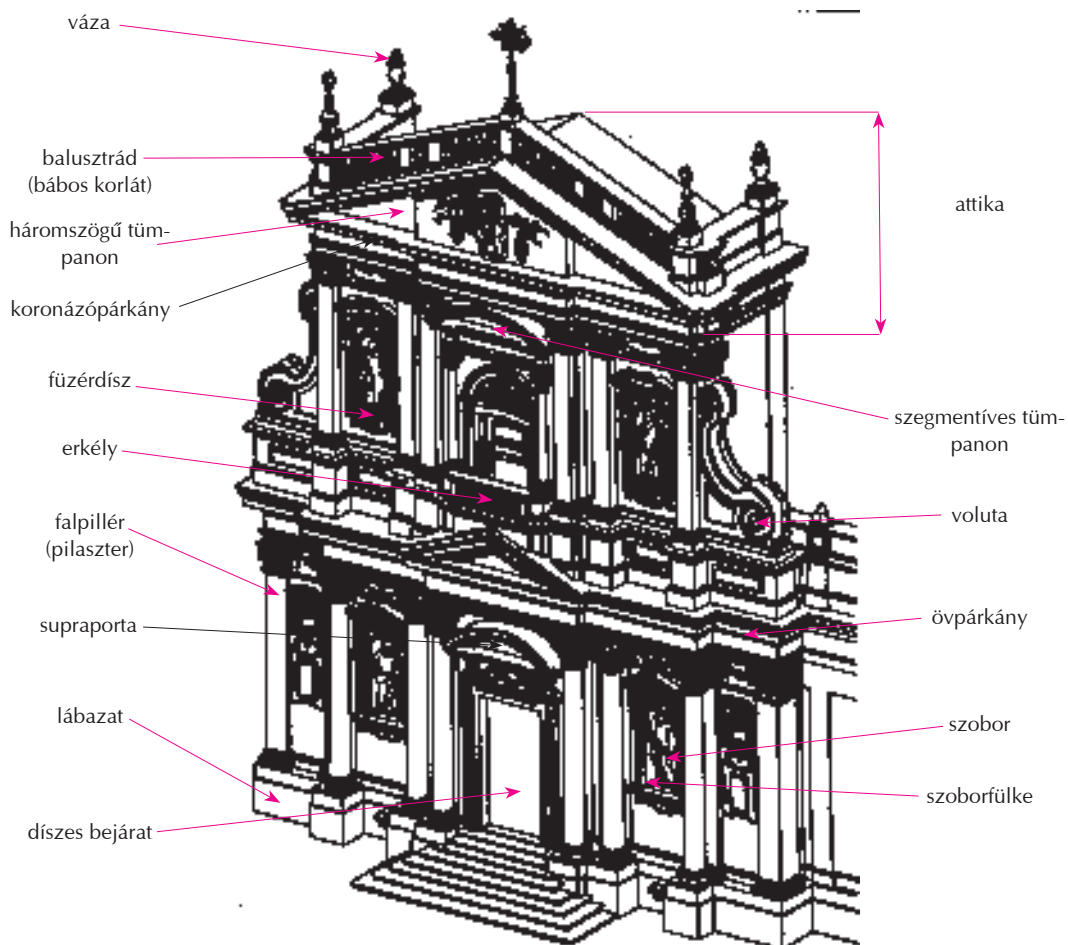 váza
balusztrád
(bábos korlát)
háromszögű tüm-
panon
koronázópárkány
füzérdísz
erkély
falpillér
(pilaszter)
supraporta
lábazat
díszes bejárat
attika
szegmentíves tüm-
panon
voluta
övpárkány
szobor
szoborfülke